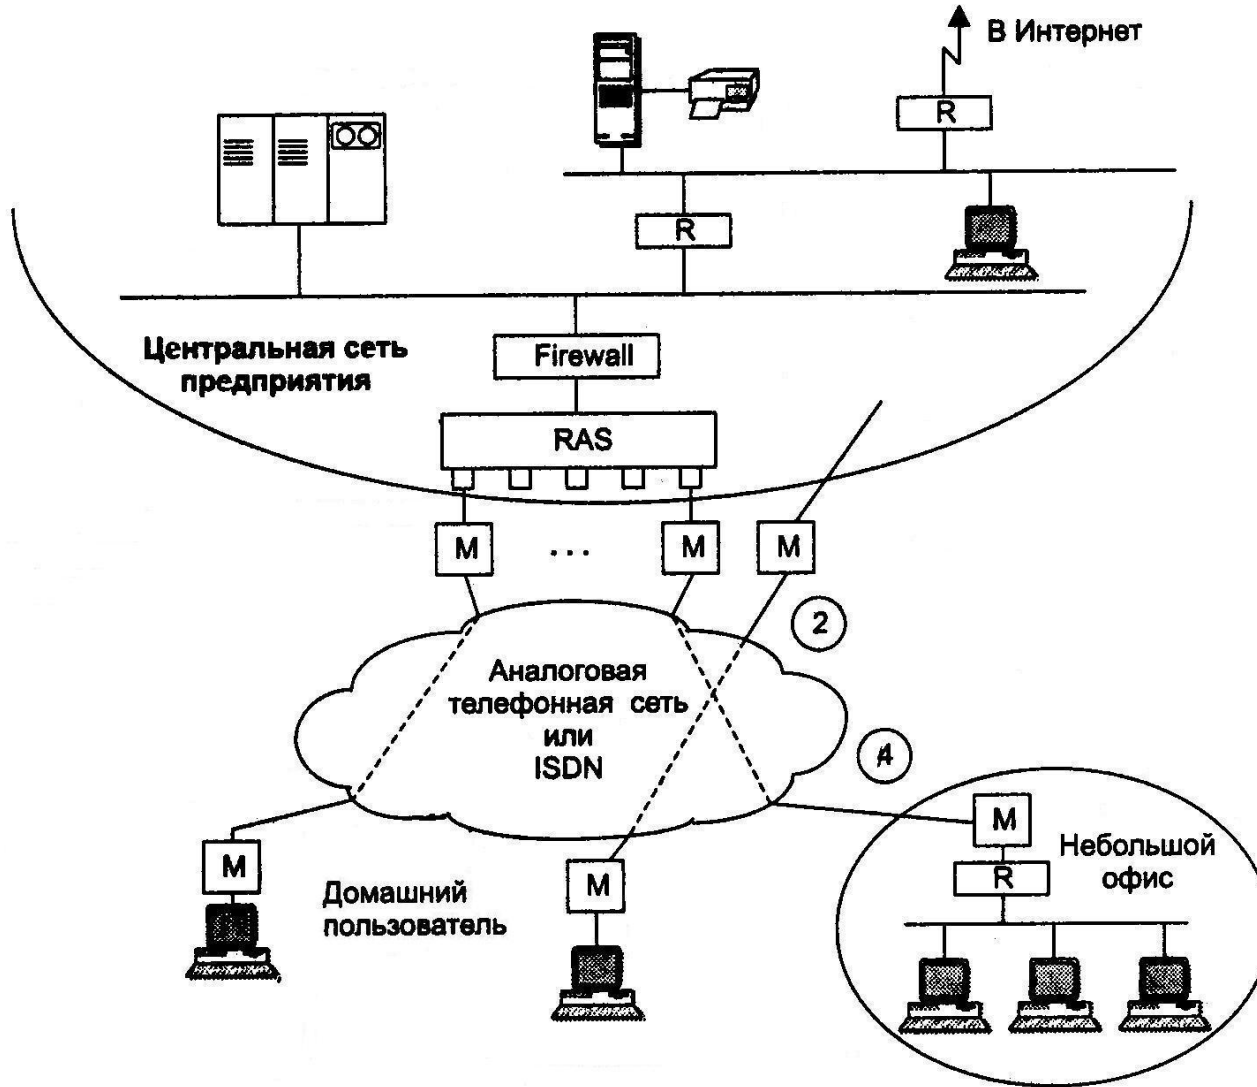 В Интернет
R
R
Центральная сеть
предприятия
Firewall
RAS
M
...
M
M
2
Аналоговая
телефонная сеть
или
ISDN
4
M
Небольшой
R
офис
M
Домашний
пользователь
M